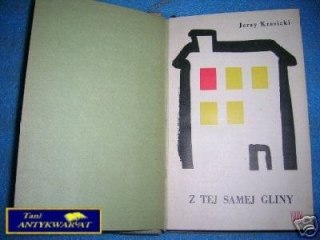 Jerzy Krasicki
Z TEJ SAMEJ GLINY
Tani
ANTYKWARIAT